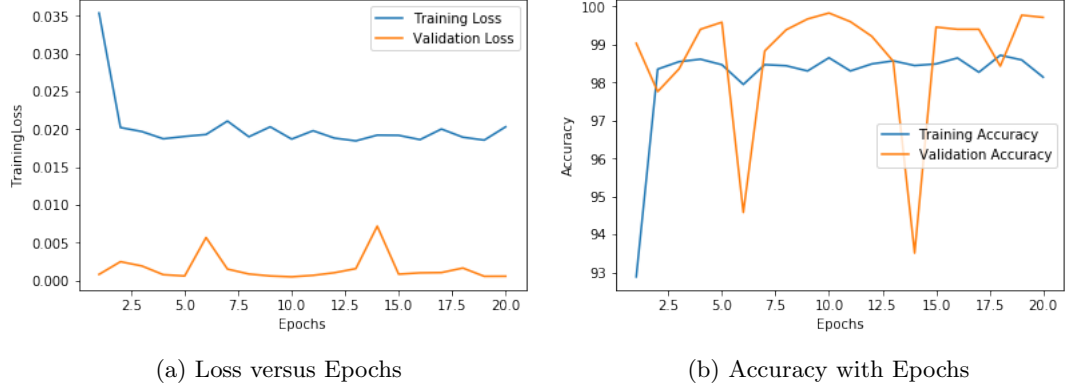 0.035
0.030
0.025
0.020
0.015
0.010
0.005
0.000
TrainingLoss
Training Loss
Validation Loss
2.5 5.0 7.5 10.0 12.5 15.0 17.5 20.0
Epochs
(a) Loss versus Epochs
100
99
98
97
96
95
94
93
Accuracy
Training Accuracy
Validation Accuracy
2.5 5.0 7.5 10.0 12.5 15.0 17.5 20.0
Epochs
(b) Accuracy with Epochs